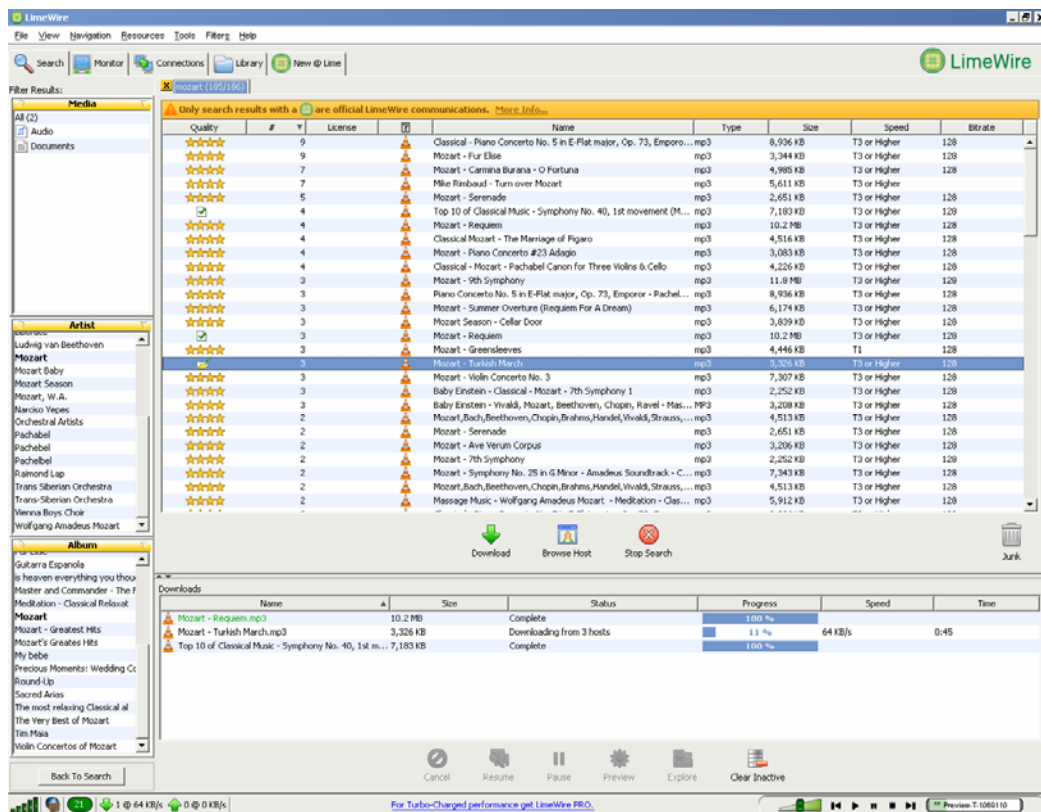 LimeWire
File View Navigation Resources Tools Filters Help
Search Monitor Connections Library New @ Lime LimeWire
Filter Results:
mozart (185/186)
Media
All (2)
Audio
Documents
Only search results with a are official LimeWire communications. More Info...
Quality # License Name Type Size Speed Bitrate
9 Classical - Piano Concerto No. 5 in E-Flat major, Op. 73, Emporo... mp3 8,936 KB T3 or Higher 128
9 Mozart - Fur Elise mp3 3,344 KB T3 or Higher 128
7 Mozart - Carmina Burana - O Fortuna mp3 4,985 KB T3 or Higher 128
7 Mike Rimbaud - Turn over Mozart mp3 5,611 KB T3 or Higher
5 Mozart - Serenade mp3 2,651 KB T3 or Higher 128
4 Top 10 of Classical Music - Symphony No. 40, 1st movement (M... mp3 7,183 KB T3 or Higher 128
4 Mozart - Requiem mp3 10.2 MB T3 or Higher 128
4 Classical Mozart - The Marriage of Figaro mp3 4,516 KB T3 or Higher 128
4 Mozart - Piano Concerto #23 Adagio mp3 3,083 KB T3 or Higher 128
4 Classical - Mozart - Pachabel Canon for Three Violins & Cello mp3 4,226 KB T3 or Higher 128
3 Mozart - 9th Symphony mp3 11.8 MB T3 or Higher 128
3 Piano Concerto No. 5 in E-Flat major, Op. 73, Emporor - Pachel... mp3 8,936 KB T3 or Higher 128
3 Mozart - Summer Overture (Requiem For A Dream) mp3 6,174 KB T3 or Higher 128
3 Mozart Season - Cellar Door mp3 3,839 KB T3 or Higher 128
3 Mozart - Requiem mp3 10.2 MB T3 or Higher 128
3 Mozart - Greensleeves mp3 4,446 KB T1 128
3 Mozart - Turkish March mp3 3,326 KB T3 or Higher 128
3 Mozart - Violin Concerto No. 3 mp3 7,307 KB T3 or Higher 128
3 Baby Einstein - Classical - Mozart - 7th Symphony 1 mp3 2,252 KB T3 or Higher 128
3 Baby Einstein - Vivaldi, Mozart, Beethoven, Chopin, Ravel - Mas... MP3 3,208 KB T3 or Higher 128
2 Mozart,Bach,Beethoven,Chopin,Brahms,Handel,Vivaldi,Strauss,... mp3 4,513 KB T3 or Higher 128
2 Mozart - Serenade mp3 2,651 KB T3 or Higher 128
2 Mozart - Ave Verum Corpus mp3 3,206 KB T3 or Higher 128
2 Mozart - 7th Symphony mp3 2,252 KB T3 or Higher 128
2 Mozart - Symphony No. 25 in G Minor - Amadeus Soundtrack - C... mp3 7,343 KB T3 or Higher 128
2 Mozart,Bach,Beethoven,Chopin,Brahms,Handel,Vivaldi,Strauss,... mp3 4,513 KB T3 or Higher 128
2 Massage Music - Wolfgang Amadeus Mozart - Meditation - Clas... mp3 5,912 KB T3 or Higher 128
Artist
Ludwig van Beethoven
Mozart
Mozart Baby
Mozart Season
Mozart, W.A.
Narciso Yepes
Orchestral Artists
Pachabel
Pachebel
Pachelbel
Raimond Lap
Trans Siberian Orchestra
Trans-Siberian Orchestra
Vienna Boys Choir
Wolfgang Amadeus Mozart
Download Browse Host Stop Search Junk
Album
Fur Elise
Guitarra Espanola
is heaven everything you thou
Master and Commander - The F
Meditation - Classical Relaxat
Mozart
Mozart - Greatest Hits
Mozart's Greates Hits
My bebe
Precious Moments: Wedding Co
Round-Up
Sacred Arias
The most relaxing Classical al
The Very Best of Mozart
Tim Maia
Violin Concertos of Mozart
Back To Search
Downloads
Name Size Status Progress Speed Time
Mozart - Requiem.mp3 10.2 MB Complete 100 %
Mozart - Turkish March.mp3 3,326 KB Downloading from 3 hosts 11 % 64 KB/s 0:45
Top 10 of Classical Music - Symphony No. 40, 1st m... 7,183 KB Complete 100 %
Cancel Resume Pause Preview Explore Clear Inactive
21 1 @ 64 KB/s 0 @ 0 KB/s For Turbo-Charged performance get LimeWire PRO. ** Preview-T-1080110